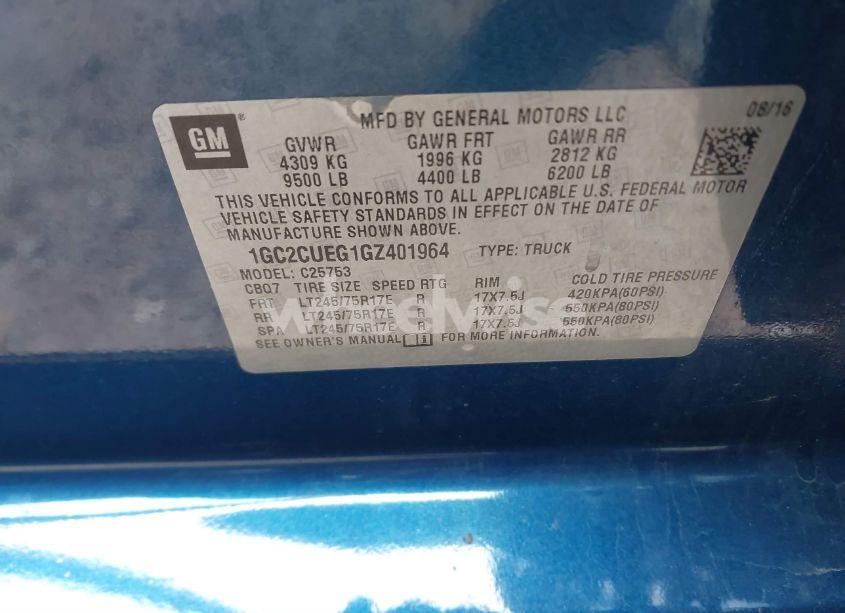 MFD BY GENERAL MOTORS LLC 08/16
GM ®
GVWR GAWR FRT GAWR RR
4309 KG 1996 KG 2812 KG
9500 LB 4400 LB 6200 LB
THIS VEHICLE CONFORMS TO ALL APPLICABLE U.S. FEDERAL MOTOR
VEHICLE SAFETY STANDARDS IN EFFECT ON THE DATE OF
MANUFACTURE SHOWN ABOVE.
1GC2CUEG1GZ401964 TYPE: TRUCK
MODEL: C25753
CBQ7 TIRE SIZE SPEED RTG RIM COLD TIRE PRESSURE
FRT LT245/75R17E R 17X7.5J 420KPA(60PSI)
RR LT245/75R17E R 17X7.5J 550KPA(80PSI)
SPA LT245/75R17E R 17X7.5J 550KPA(80PSI)
SEE OWNER'S MANUAL FOR MORE INFORMATION.